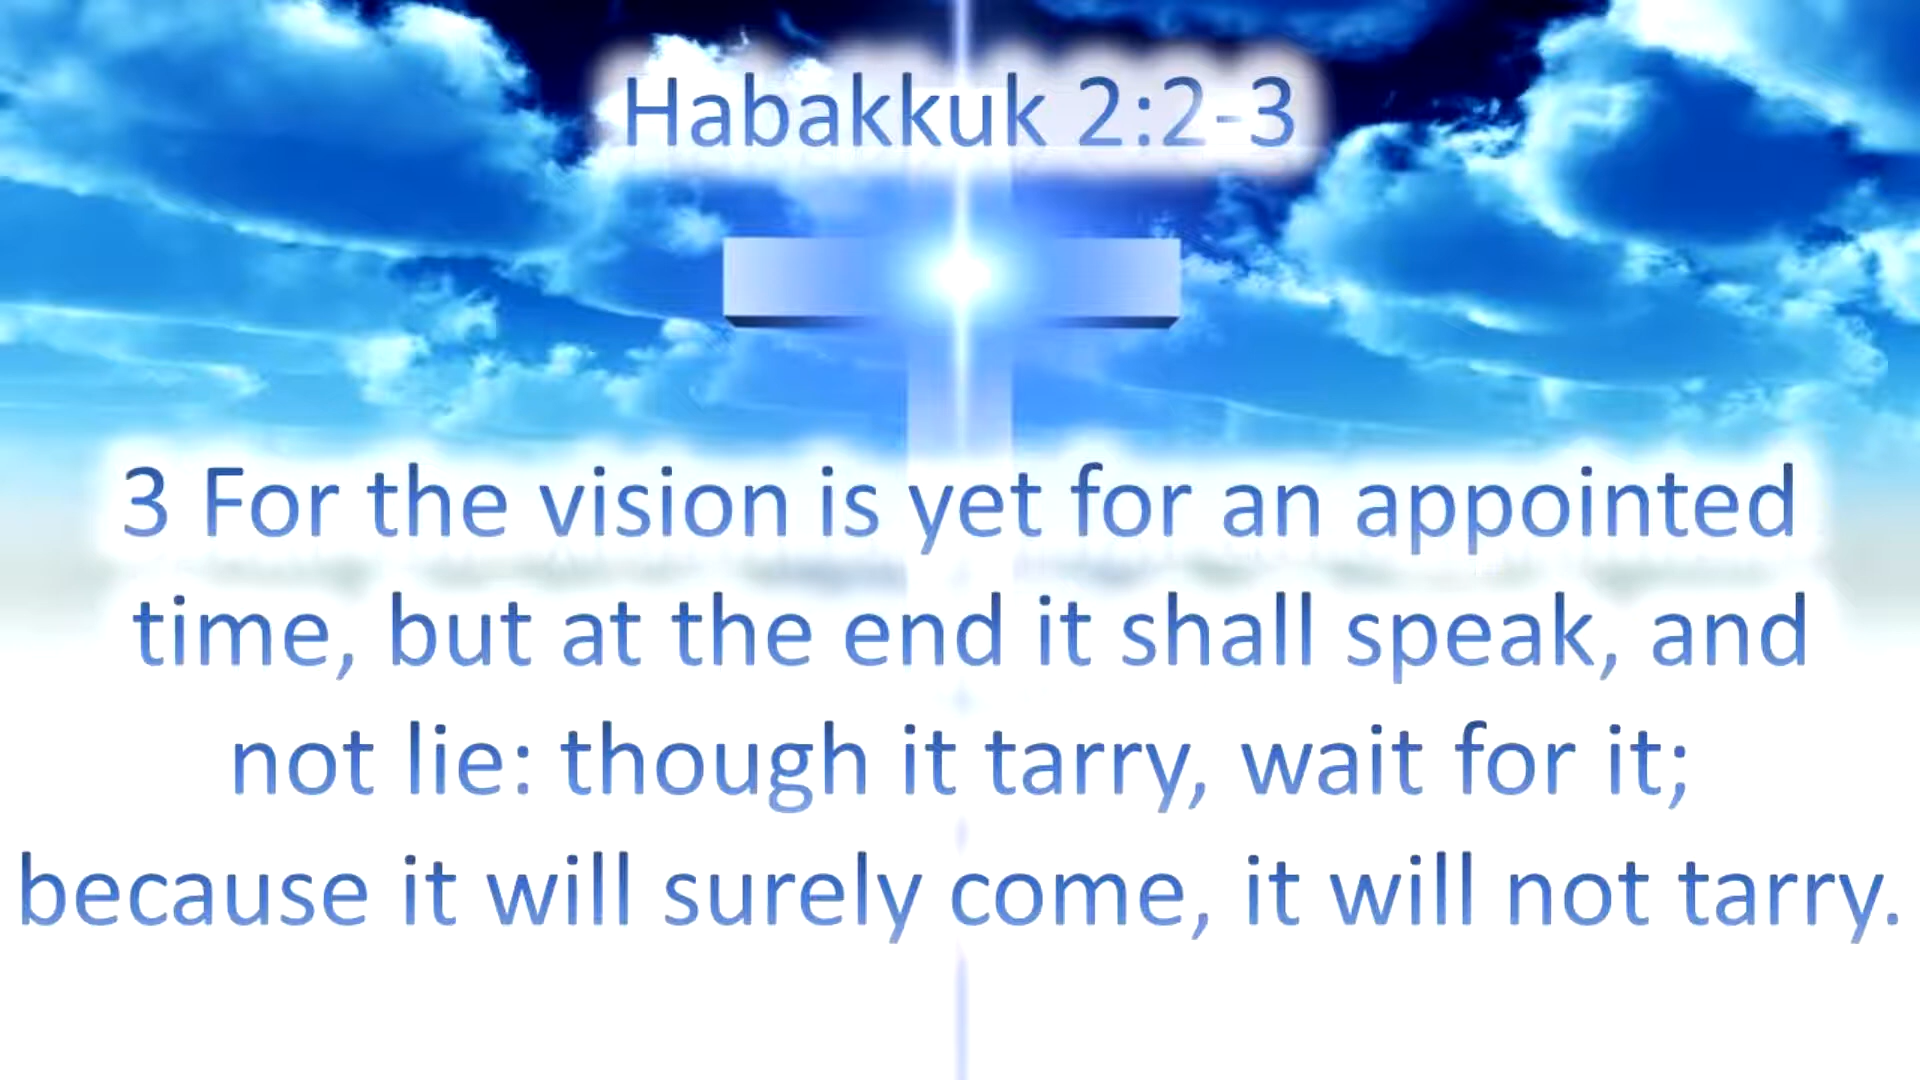 Habakkuk 2:2-3
3 For the vision is yet for an appointed
time, but at the end it shall speak, and
not lie: though it tarry, wait for it;
because it will surely come, it will not tarry.